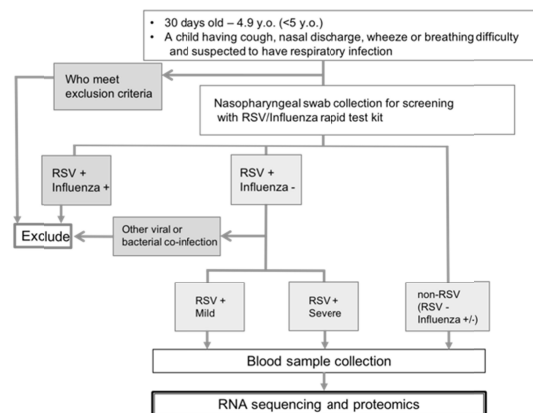 • 30 days old – 4.9 y.o. (<5 y.o.)
• A child having cough, nasal discharge, wheeze or breathing difficulty
and suspected to have respiratory infection
Who meet
exclusion criteria
Nasopharyngeal swab collection for screening
with RSV/Influenza rapid test kit
RSV +
Influenza +
RSV +
Influenza -
Exclude
Other viral or
bacterial co-infection
RSV +
Mild
RSV +
Severe
non-RSV
(RSV -
Influenza +/-)
Blood sample collection
RNA sequencing and proteomics